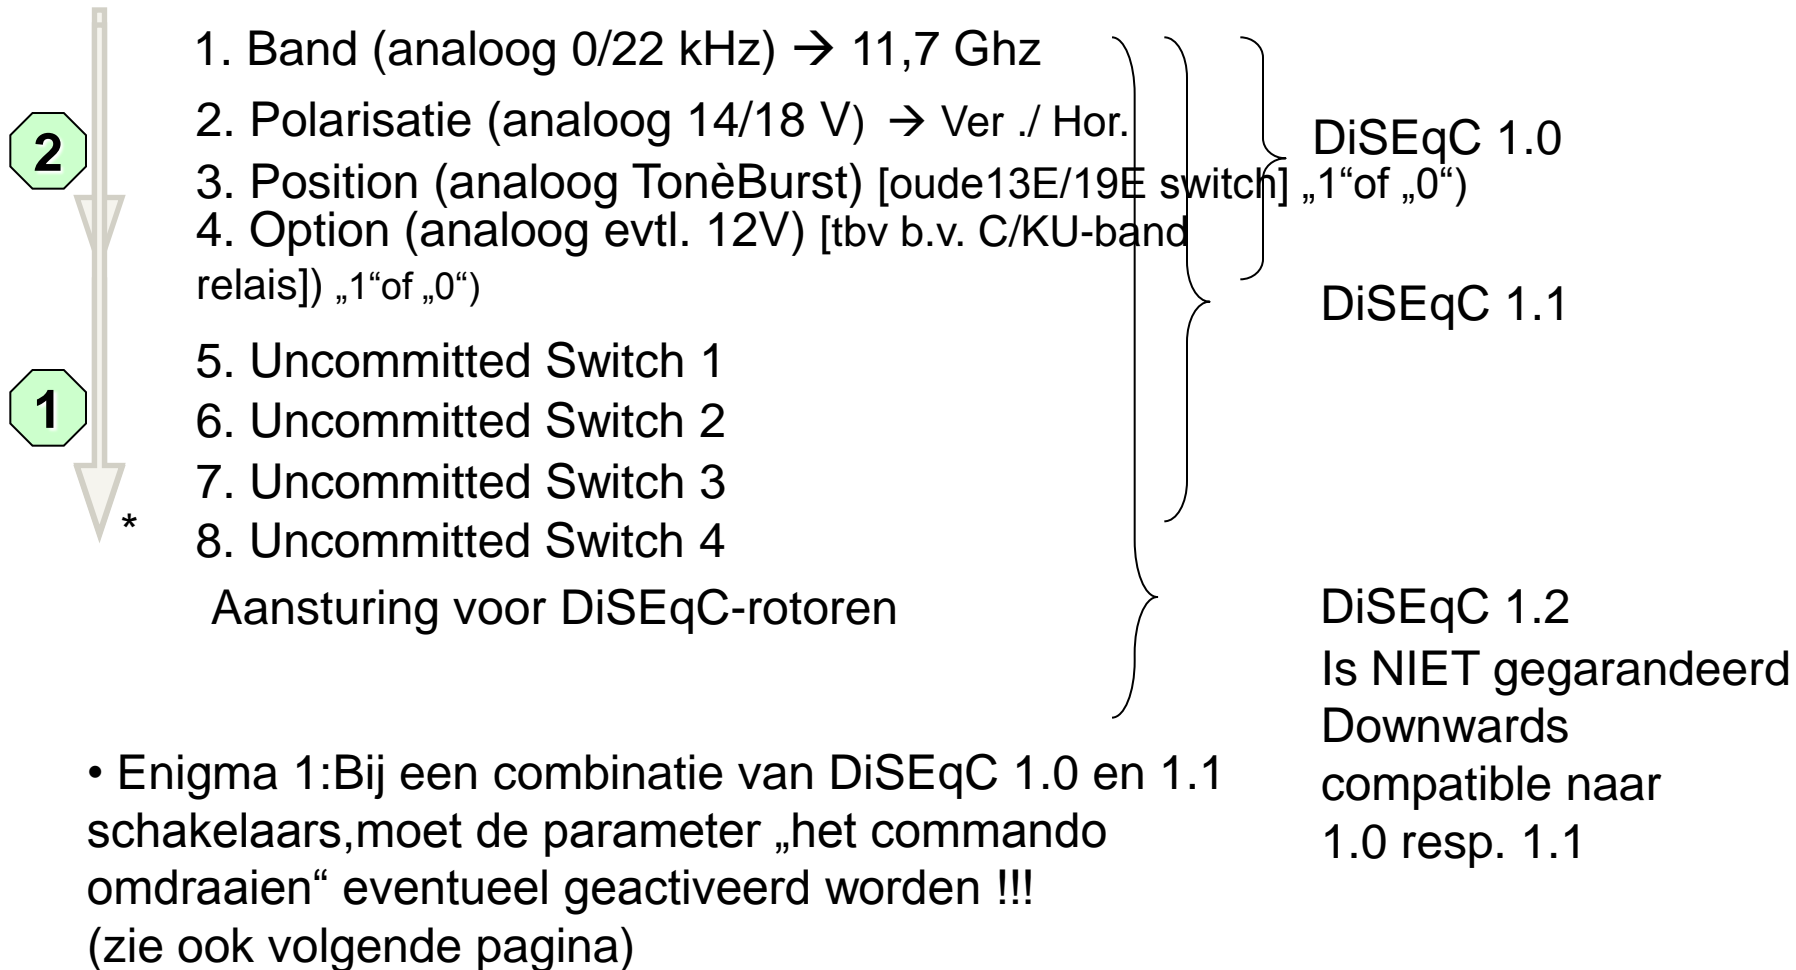 1. Band (analoog 0/22 kHz) → 11,7 Ghz
2
2. Polarisatie (analoog 14/18 V) → Ver ./ Hor.
DiSEqC 1.0
3. Position (analoog TonèBurst) [oude13E/19E switch] „1“of „0“)
4. Option (analoog evtl. 12V) [tbv b.v. C/KU-band
relais]) „1“of „0“)
DiSEqC 1.1
5. Uncommitted Switch 1
1
6. Uncommitted Switch 2
7. Uncommitted Switch 3
*
8. Uncommitted Switch 4
Aansturing voor DiSEqC-rotoren
DiSEqC 1.2
Is NIET gegarandeerd
Downwards
compatible naar
1.0 resp. 1.1
• Enigma 1:Bij een combinatie van DiSEqC 1.0 en 1.1
schakelaars,moet de parameter „het commando
omdraaien“ eventueel geactiveerd worden !!!
(zie ook volgende pagina)